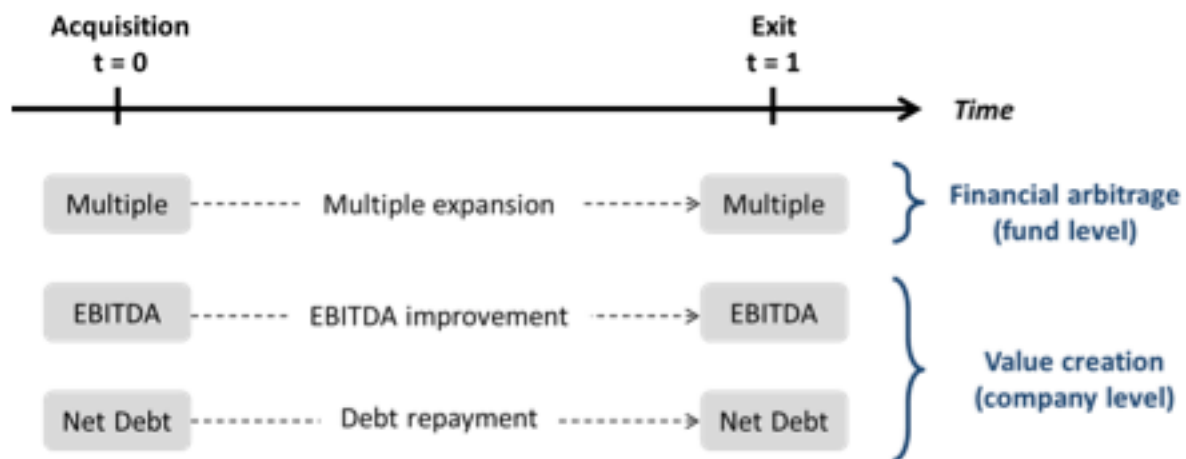 Acquisition
t = 0
Exit
t = 1
Time
Multiple
Multiple expansion
Multiple
Financial arbitrage
(fund level)
EBITDA
EBITDA improvement
EBITDA
Value creation
(company level)
Net Debt
Debt repayment
Net Debt